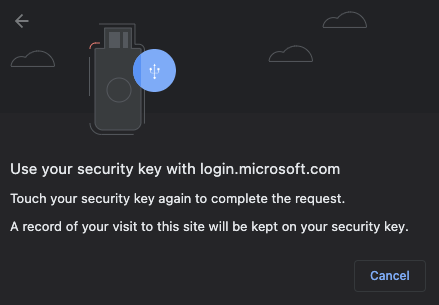 Use your security key with login.microsoft.com
Touch your security key again to complete the request.
A record of your visit to this site will be kept on your security key.
Cancel